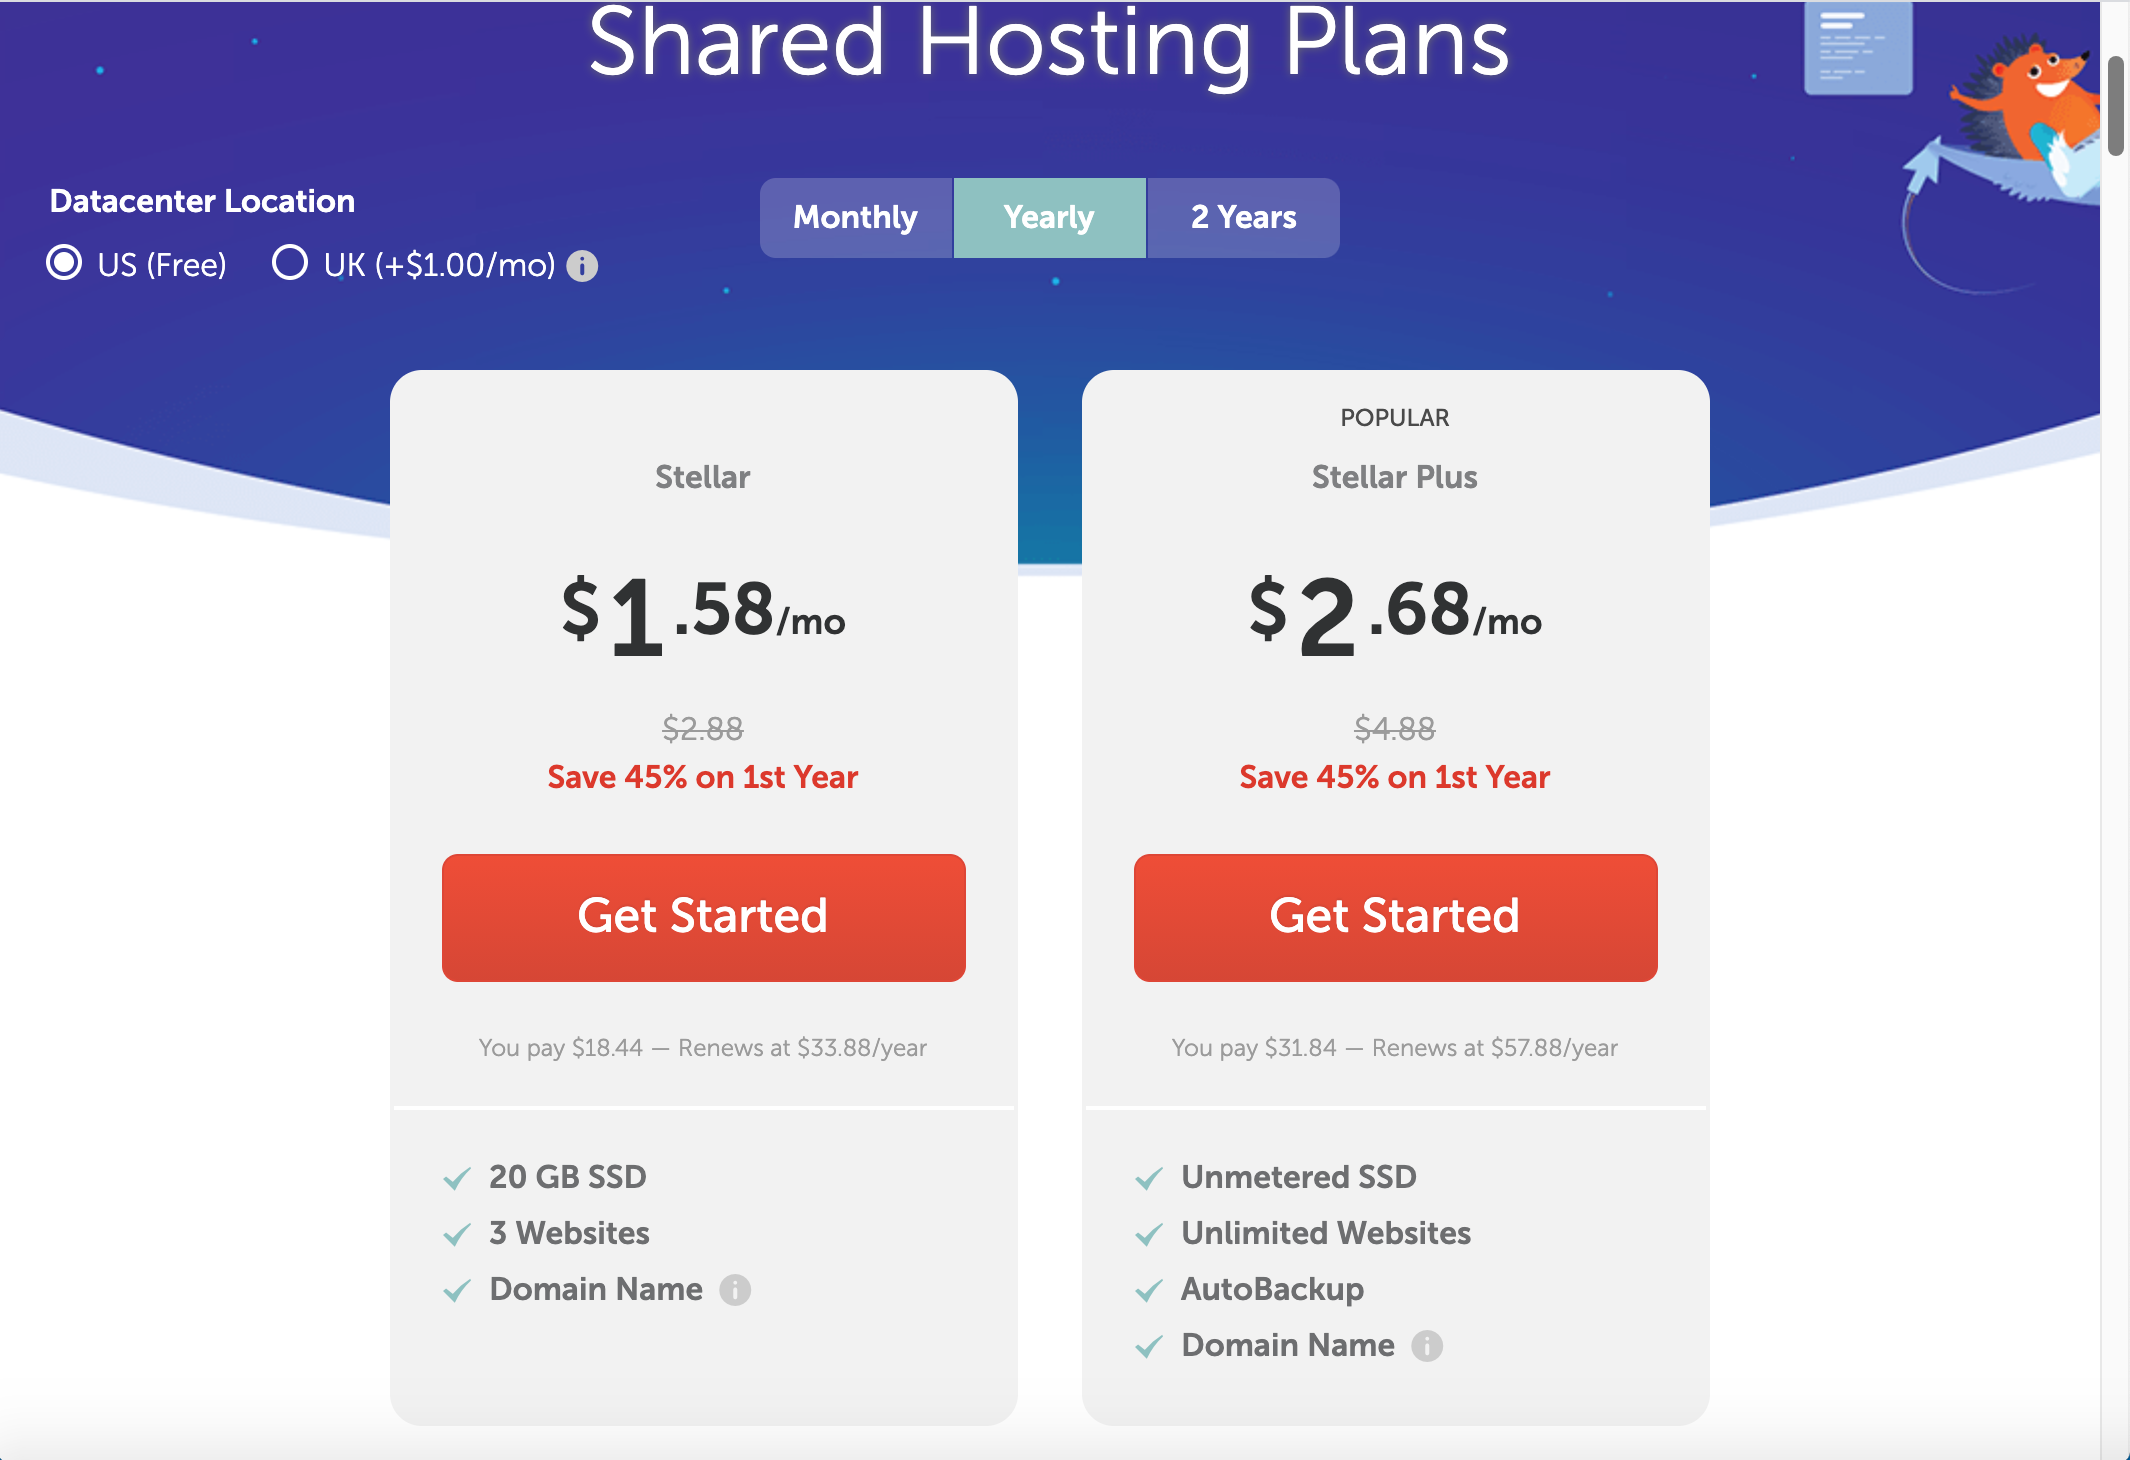 Shared Hosting Plans
Datacenter Location
US (Free) UK (+$1.00/mo)
Monthly Yearly 2 Years
Stellar
$1.58/mo
$2.88
Save 45% on 1st Year
Get Started
You pay $18.44 — Renews at $33.88/year
20 GB SSD
3 Websites
Domain Name
POPULAR
Stellar Plus
$2.68/mo
$4.88
Save 45% on 1st Year
Get Started
You pay $31.84 — Renews at $57.88/year
Unmetered SSD
Unlimited Websites
AutoBackup
Domain Name